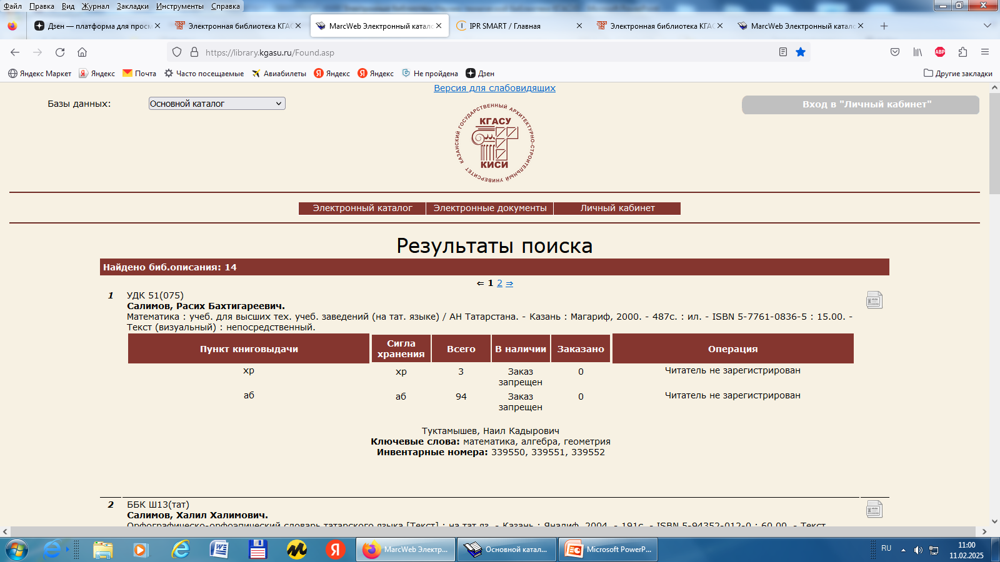 Файл Правка Вид Журнал Закладки Инструменты Справка
Дзен — платформа для просм
Электронная библиотека КГАС
MarcWeb Электронный катало
IPR SMART / Главная
Электронная библиотека КГАС
MarcWeb Электронный катало
https://library.kgasu.ru/Found.asp
ABP
Яндекс Маркет Яндекс Почта Часто посещаемые Авиабилеты Яндекс Яндекс Не пройдена Дзен Другие закладки
Версия для слабовидящих
Базы данных: Основной каталог
Вход в "Личный кабинет"
КАЗАНСКИЙ ГОСУДАРСТВЕННЫЙ АРХИТЕКТУРНО-СТРОИТЕЛЬНЫЙ УНИВЕРСИТЕТ
КГАСУ
КИСИ
Электронный каталог Электронные документы Личный кабинет
Результаты поиска
Найдено биб.описания: 14
⇐ 1 2 ⇒
1 УДК 51(075)
Салимов, Расих Бахтигареевич.
Математика : учеб. для высших тех. учеб. заведений (на тат. языке) / АН Татарстана. - Казань : Магариф, 2000. - 487с. : ил. - ISBN 5-7761-0836-5 : 15.00. -
Текст (визуальный) : непосредственный.
Пункт книговыдачи Сигла хранения Всего В наличии Заказано Операция
хр хр 3 Заказ запрещен 0 Читатель не зарегистрирован
аб аб 94 Заказ запрещен 0 Читатель не зарегистрирован
Туктамышев, Наил Кадырович
Ключевые слова: математика, алгебра, геометрия
Инвентарные номера: 339550, 339551, 339552
2 ББК Ш13(тат)
Салимов, Халил Халимович.
Орфографическо-орфоэпический словарь татарского языка [Текст] : на тат.яз. - Казань : Яналиф, 2004. - 191с. - ISBN 5-94352-012-0 : 60.00. - Текст
MarcWeb Электр...
Основной катал...
Microsoft PowerP...
RU
11:00
11.02.2025